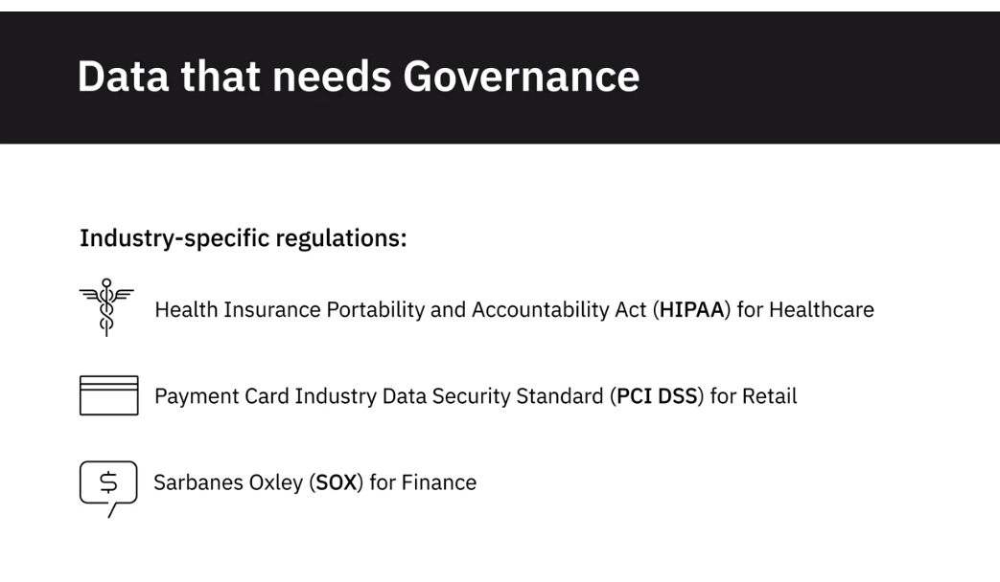 Data that needs Governance
Industry-specific regulations:
Health Insurance Portability and Accountability Act (HIPAA) for Healthcare
Payment Card Industry Data Security Standard (PCI DSS) for Retail
$
Sarbanes Oxley (SOX) for Finance